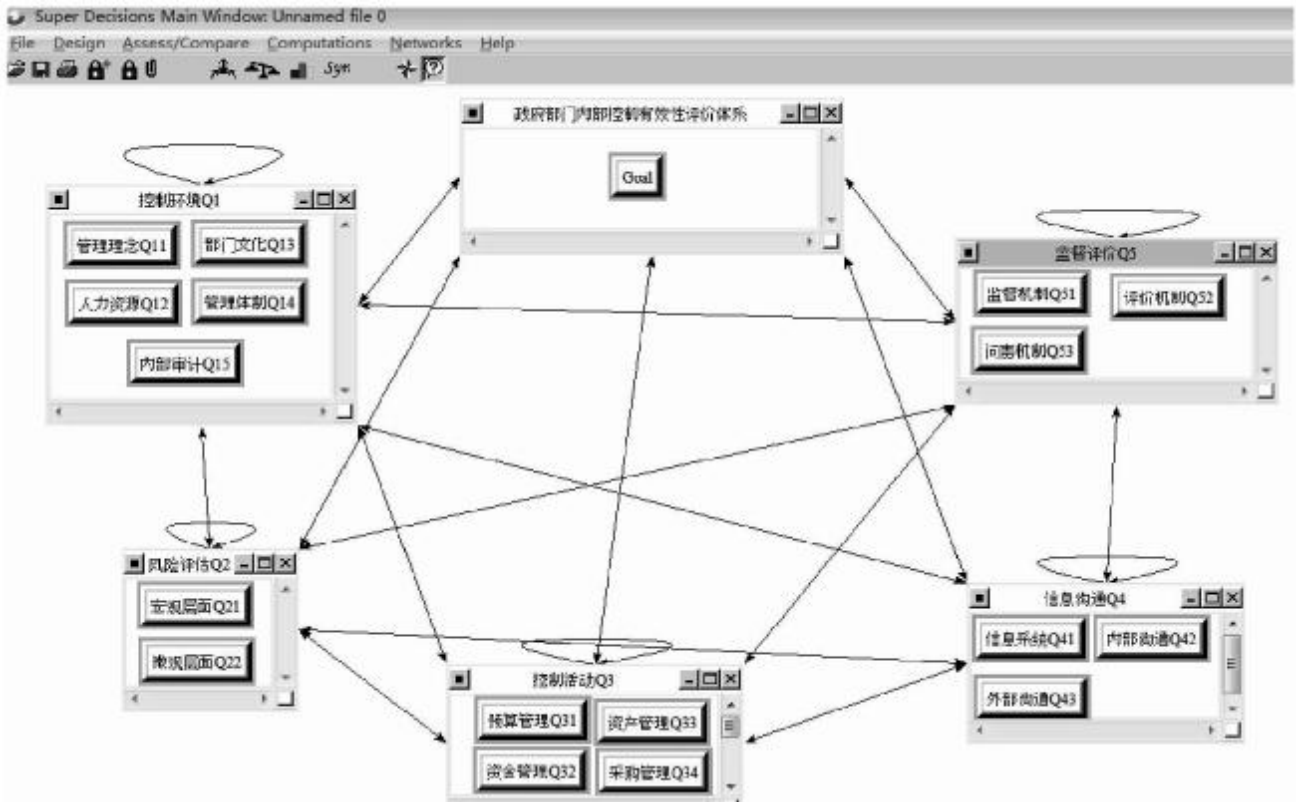 Super Decisions Main Window: Unnamed file 0
File Design Assess/Compare Computations Networks Help
Syn
政府部门内部控制有效性评价体系
Goal
控制环境Q1
管理理念Q11 部门文化Q13
人力资源Q12 管理体制Q14
内部审计Q15
监督评价Q5
监督机制Q51 评价机制Q52
问责机制Q53
风险评估Q2
宏观层面Q21
微观层面Q22
控制活动Q3
预算管理Q31 资产管理Q33
资金管理Q32 采购管理Q34
信息沟通Q4
信息系统Q41 内部沟通Q42
外部沟通Q43